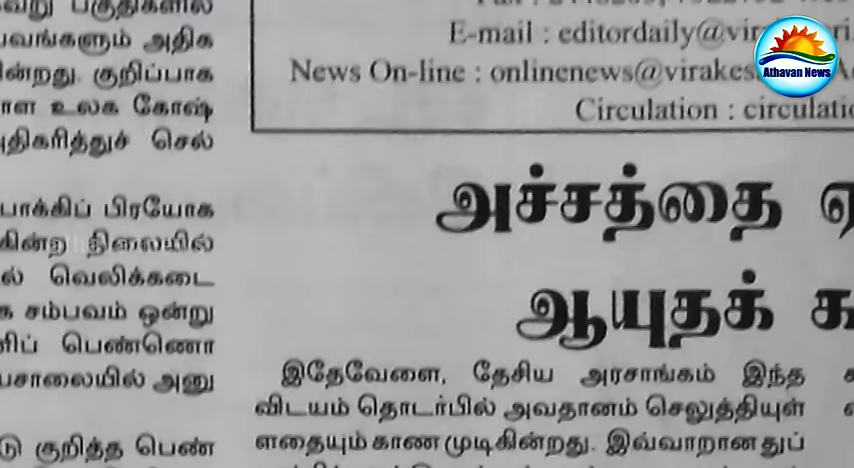 பகுதிகளில்
பவங்களும் அதிக
கின்றது. குறிப்பாக
உலக கோஷ்
திகரித்துச் செல்
பிரயோக
நிலையில்
வெலிக்கடை
சம்பவம் ஒன்று
பெண்ணொ
அனு
குறித்த பெண்
E-mail : editordaily@vir
News On-line : onlinenews@virakes
Circulation : circulatio
Athavan News
அச்சத்தை
ஆயுதக்
இதேவேளை, தேசிய அரசாங்கம் இந்த
விடயம் தொடர்பில் அவதானம் செலுத்தியுள்
ளதையும் காண முடிகின்றது. இவ்வாறானதுப்